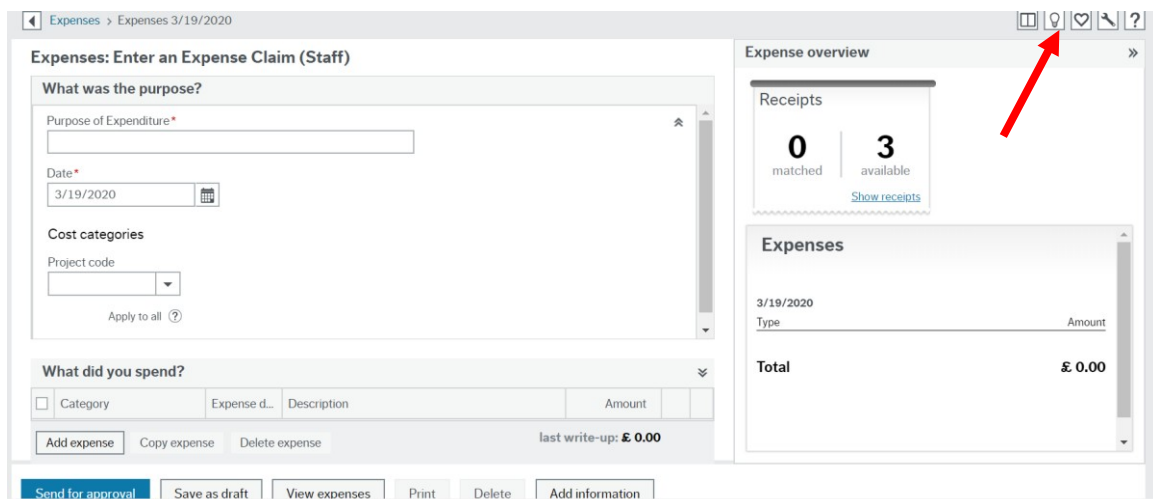 Expenses > Expenses 3/19/2020
?
Expenses: Enter an Expense Claim (Staff)
What was the purpose?
Purpose of Expenditure*
Date*
3/19/2020
Cost categories
Project code
Apply to all ?
What did you spend?
Category Expense d... Description Amount
Add expense Copy expense Delete expense last write-up: £ 0.00
Send for approval Save as draft View expenses Print Delete Add information
Expense overview »
Receipts
0 3
matched available
Show receipts
Expenses
3/19/2020
Type Amount
Total £ 0.00